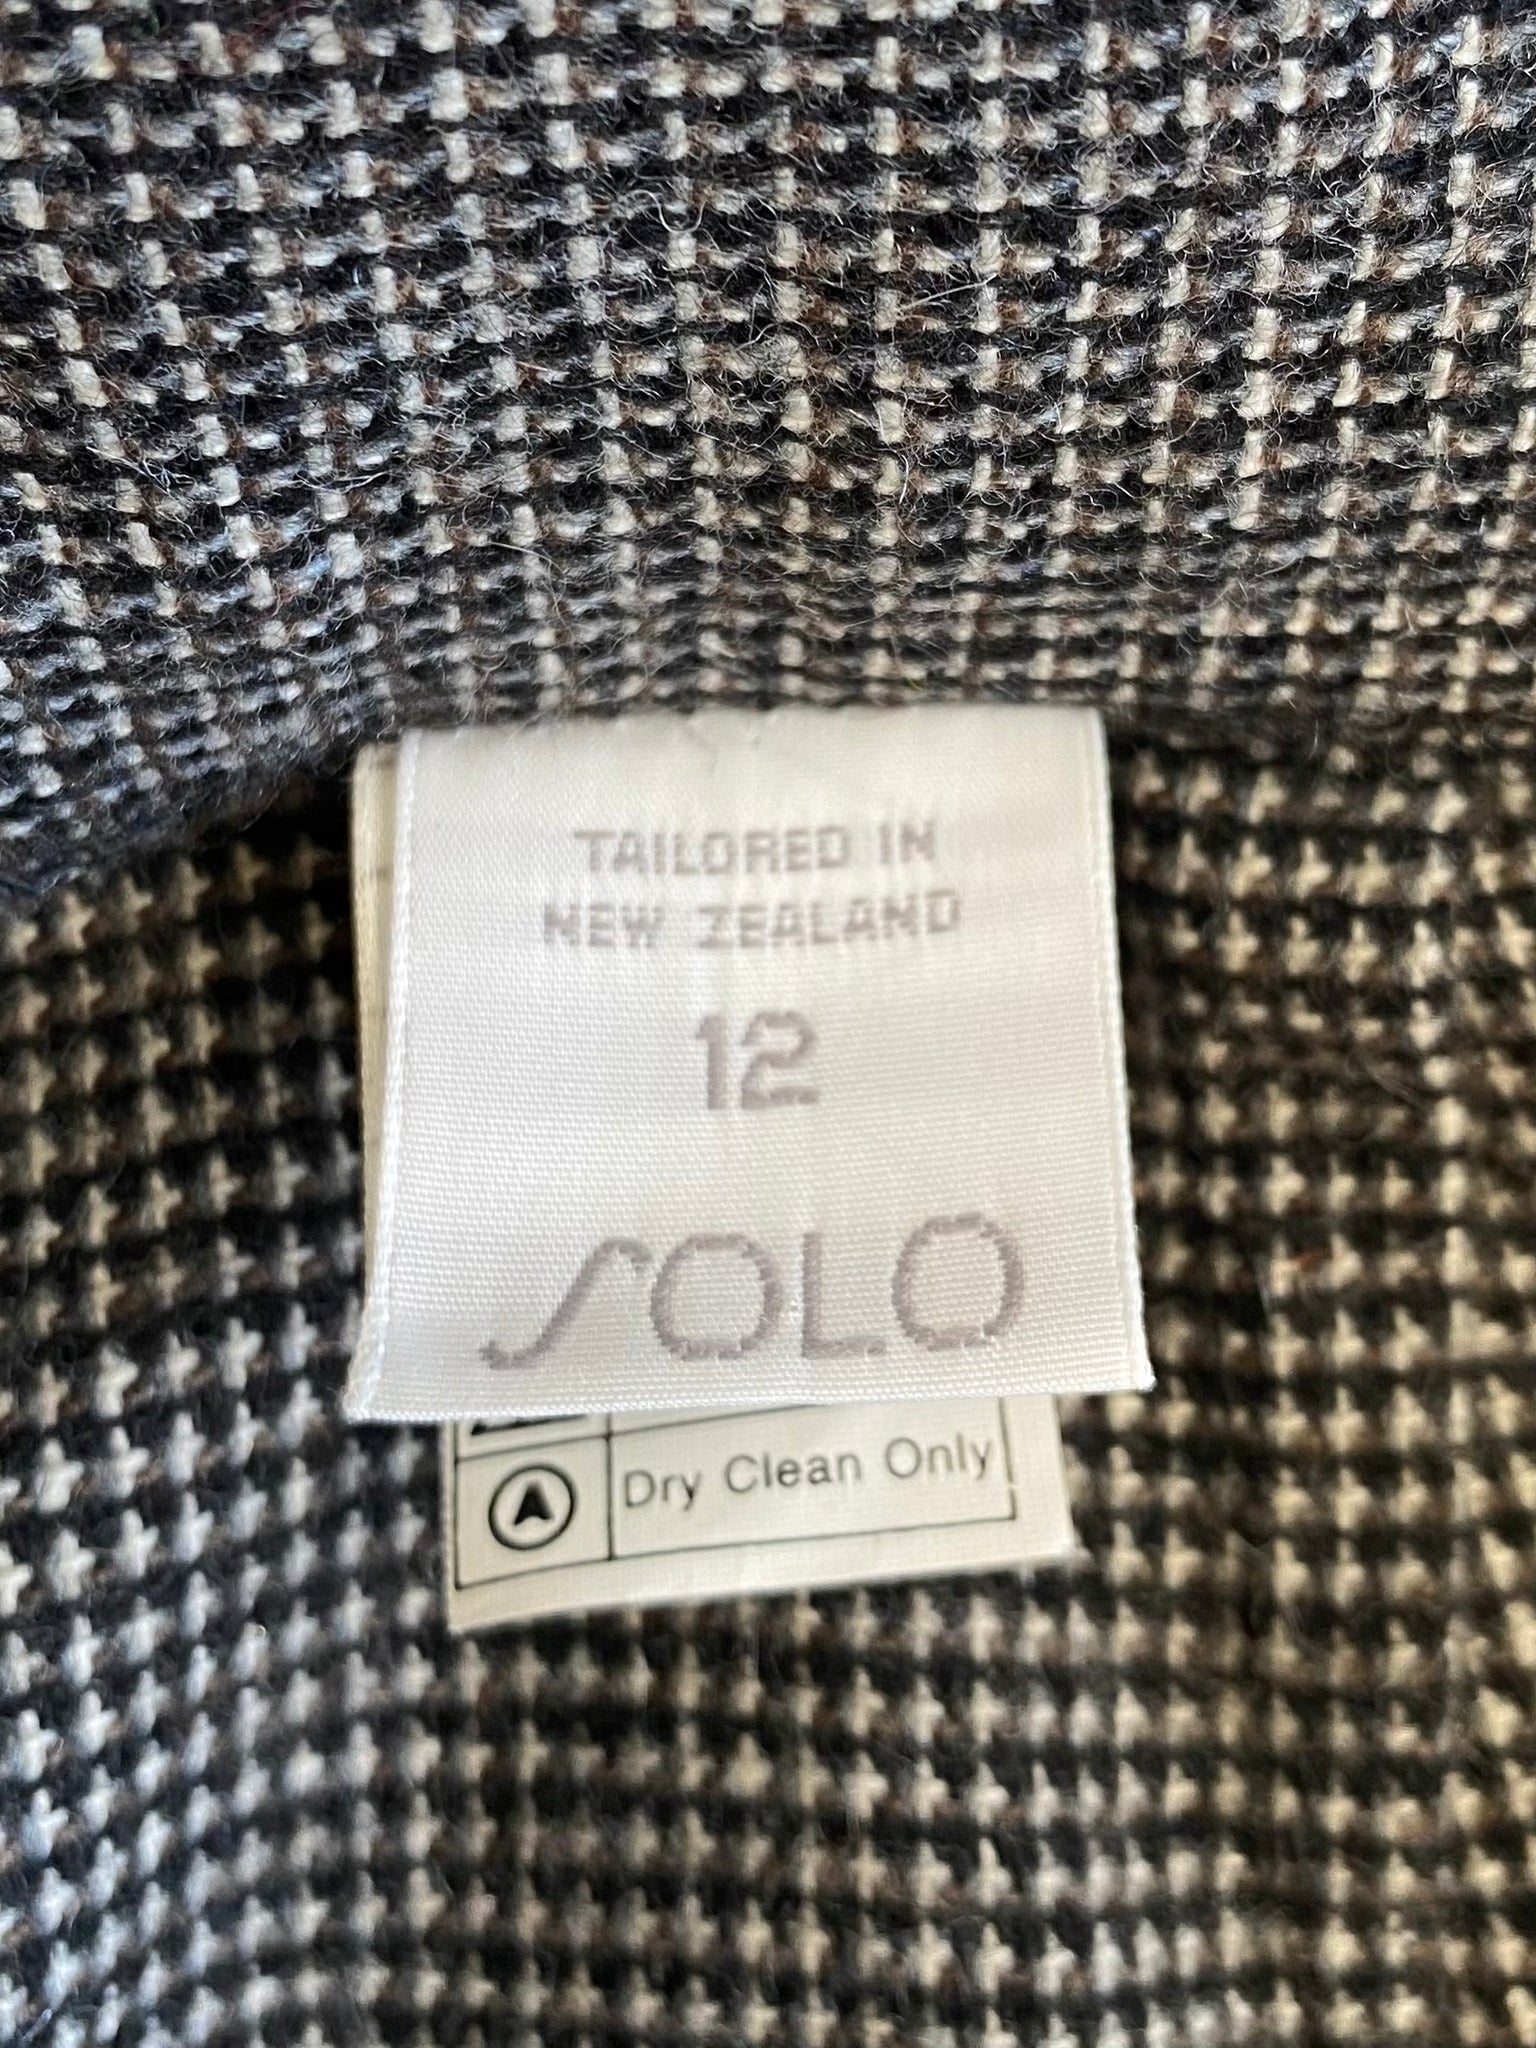 TAILORED IN
NEW ZEALAND
12
SOLO
A Dry Clean Only